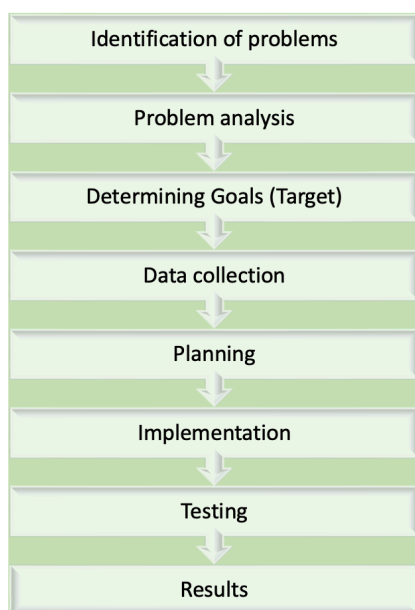 Identification of problems
Problem analysis
Determining Goals (Target)
Data collection
Planning
Implementation
Testing
Results